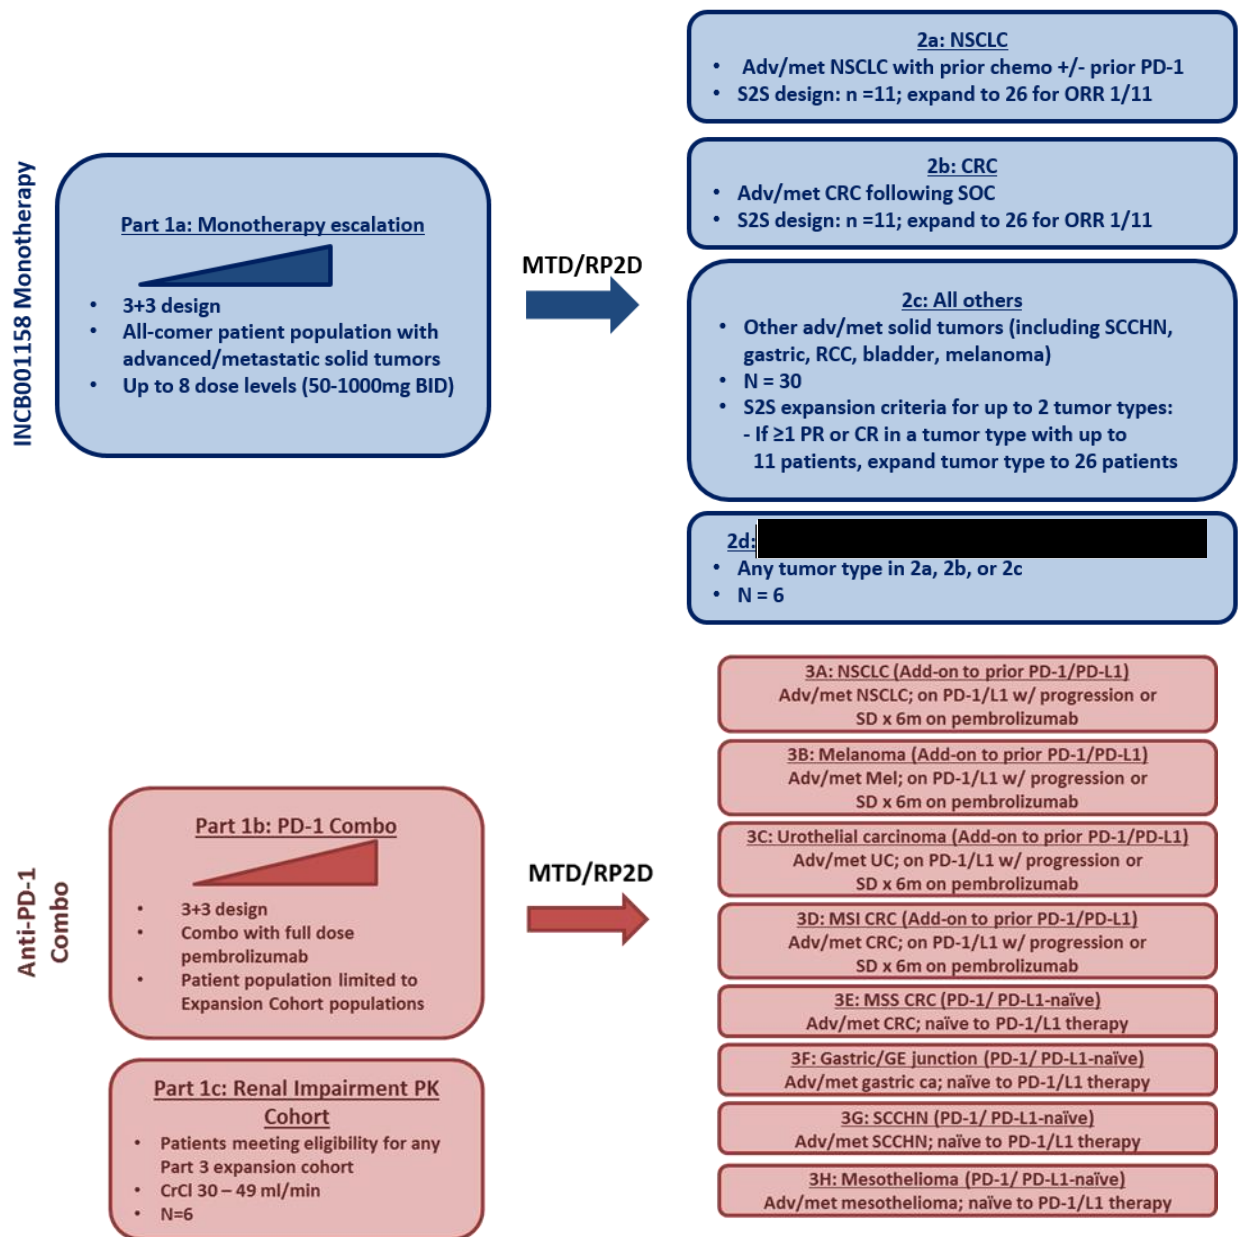 INCB001158 Monotherapy
Part 1a: Monotherapy escalation
• 3+3 design
• All-comer patient population with
advanced/metastatic solid tumors
• Up to 8 dose levels (50-1000mg BID)
MTD/RP2D
2a: NSCLC
• Adv/met NSCLC with prior chemo +/- prior PD-1
• S2S design: n =11; expand to 26 for ORR 1/11
2b: CRC
• Adv/met CRC following SOC
• S2S design: n =11; expand to 26 for ORR 1/11
2c: All others
• Other adv/met solid tumors (including SCCHN,
gastric, RCC, bladder, melanoma)
• N = 30
• S2S expansion criteria for up to 2 tumor types:
- If ≥1 PR or CR in a tumor type with up to
11 patients, expand tumor type to 26 patients
2d:
• Any tumor type in 2a, 2b, or 2c
• N = 6
Anti-PD-1
Combo
Part 1b: PD-1 Combo
• 3+3 design
• Combo with full dose
pembrolizumab
• Patient population limited to
Expansion Cohort populations
Part 1c: Renal Impairment PK
Cohort
• Patients meeting eligibility for any
Part 3 expansion cohort
• CrCl 30 – 49 ml/min
• N=6
MTD/RP2D
3A: NSCLC (Add-on to prior PD-1/PD-L1)
Adv/met NSCLC; on PD-1/L1 w/ progression or
SD x 6m on pembrolizumab
3B: Melanoma (Add-on to prior PD-1/PD-L1)
Adv/met Mel; on PD-1/L1 w/ progression or
SD x 6m on pembrolizumab
3C: Urothelial carcinoma (Add-on to prior PD-1/PD-L1)
Adv/met UC; on PD-1/L1 w/ progression or
SD x 6m on pembrolizumab
3D: MSI CRC (Add-on to prior PD-1/PD-L1)
Adv/met CRC; on PD-1/L1 w/ progression or
SD x 6m on pembrolizumab
3E: MSS CRC (PD-1/ PD-L1-naïve)
Adv/met CRC; naïve to PD-1/L1 therapy
3F: Gastric/GE junction (PD-1/ PD-L1-naïve)
Adv/met gastric ca; naïve to PD-1/L1 therapy
3G: SCCHN (PD-1/ PD-L1-naïve)
Adv/met SCCHN; naïve to PD-1/L1 therapy
3H: Mesothelioma (PD-1/ PD-L1-naïve)
Adv/met mesothelioma; naïve to PD-1/L1 therapy